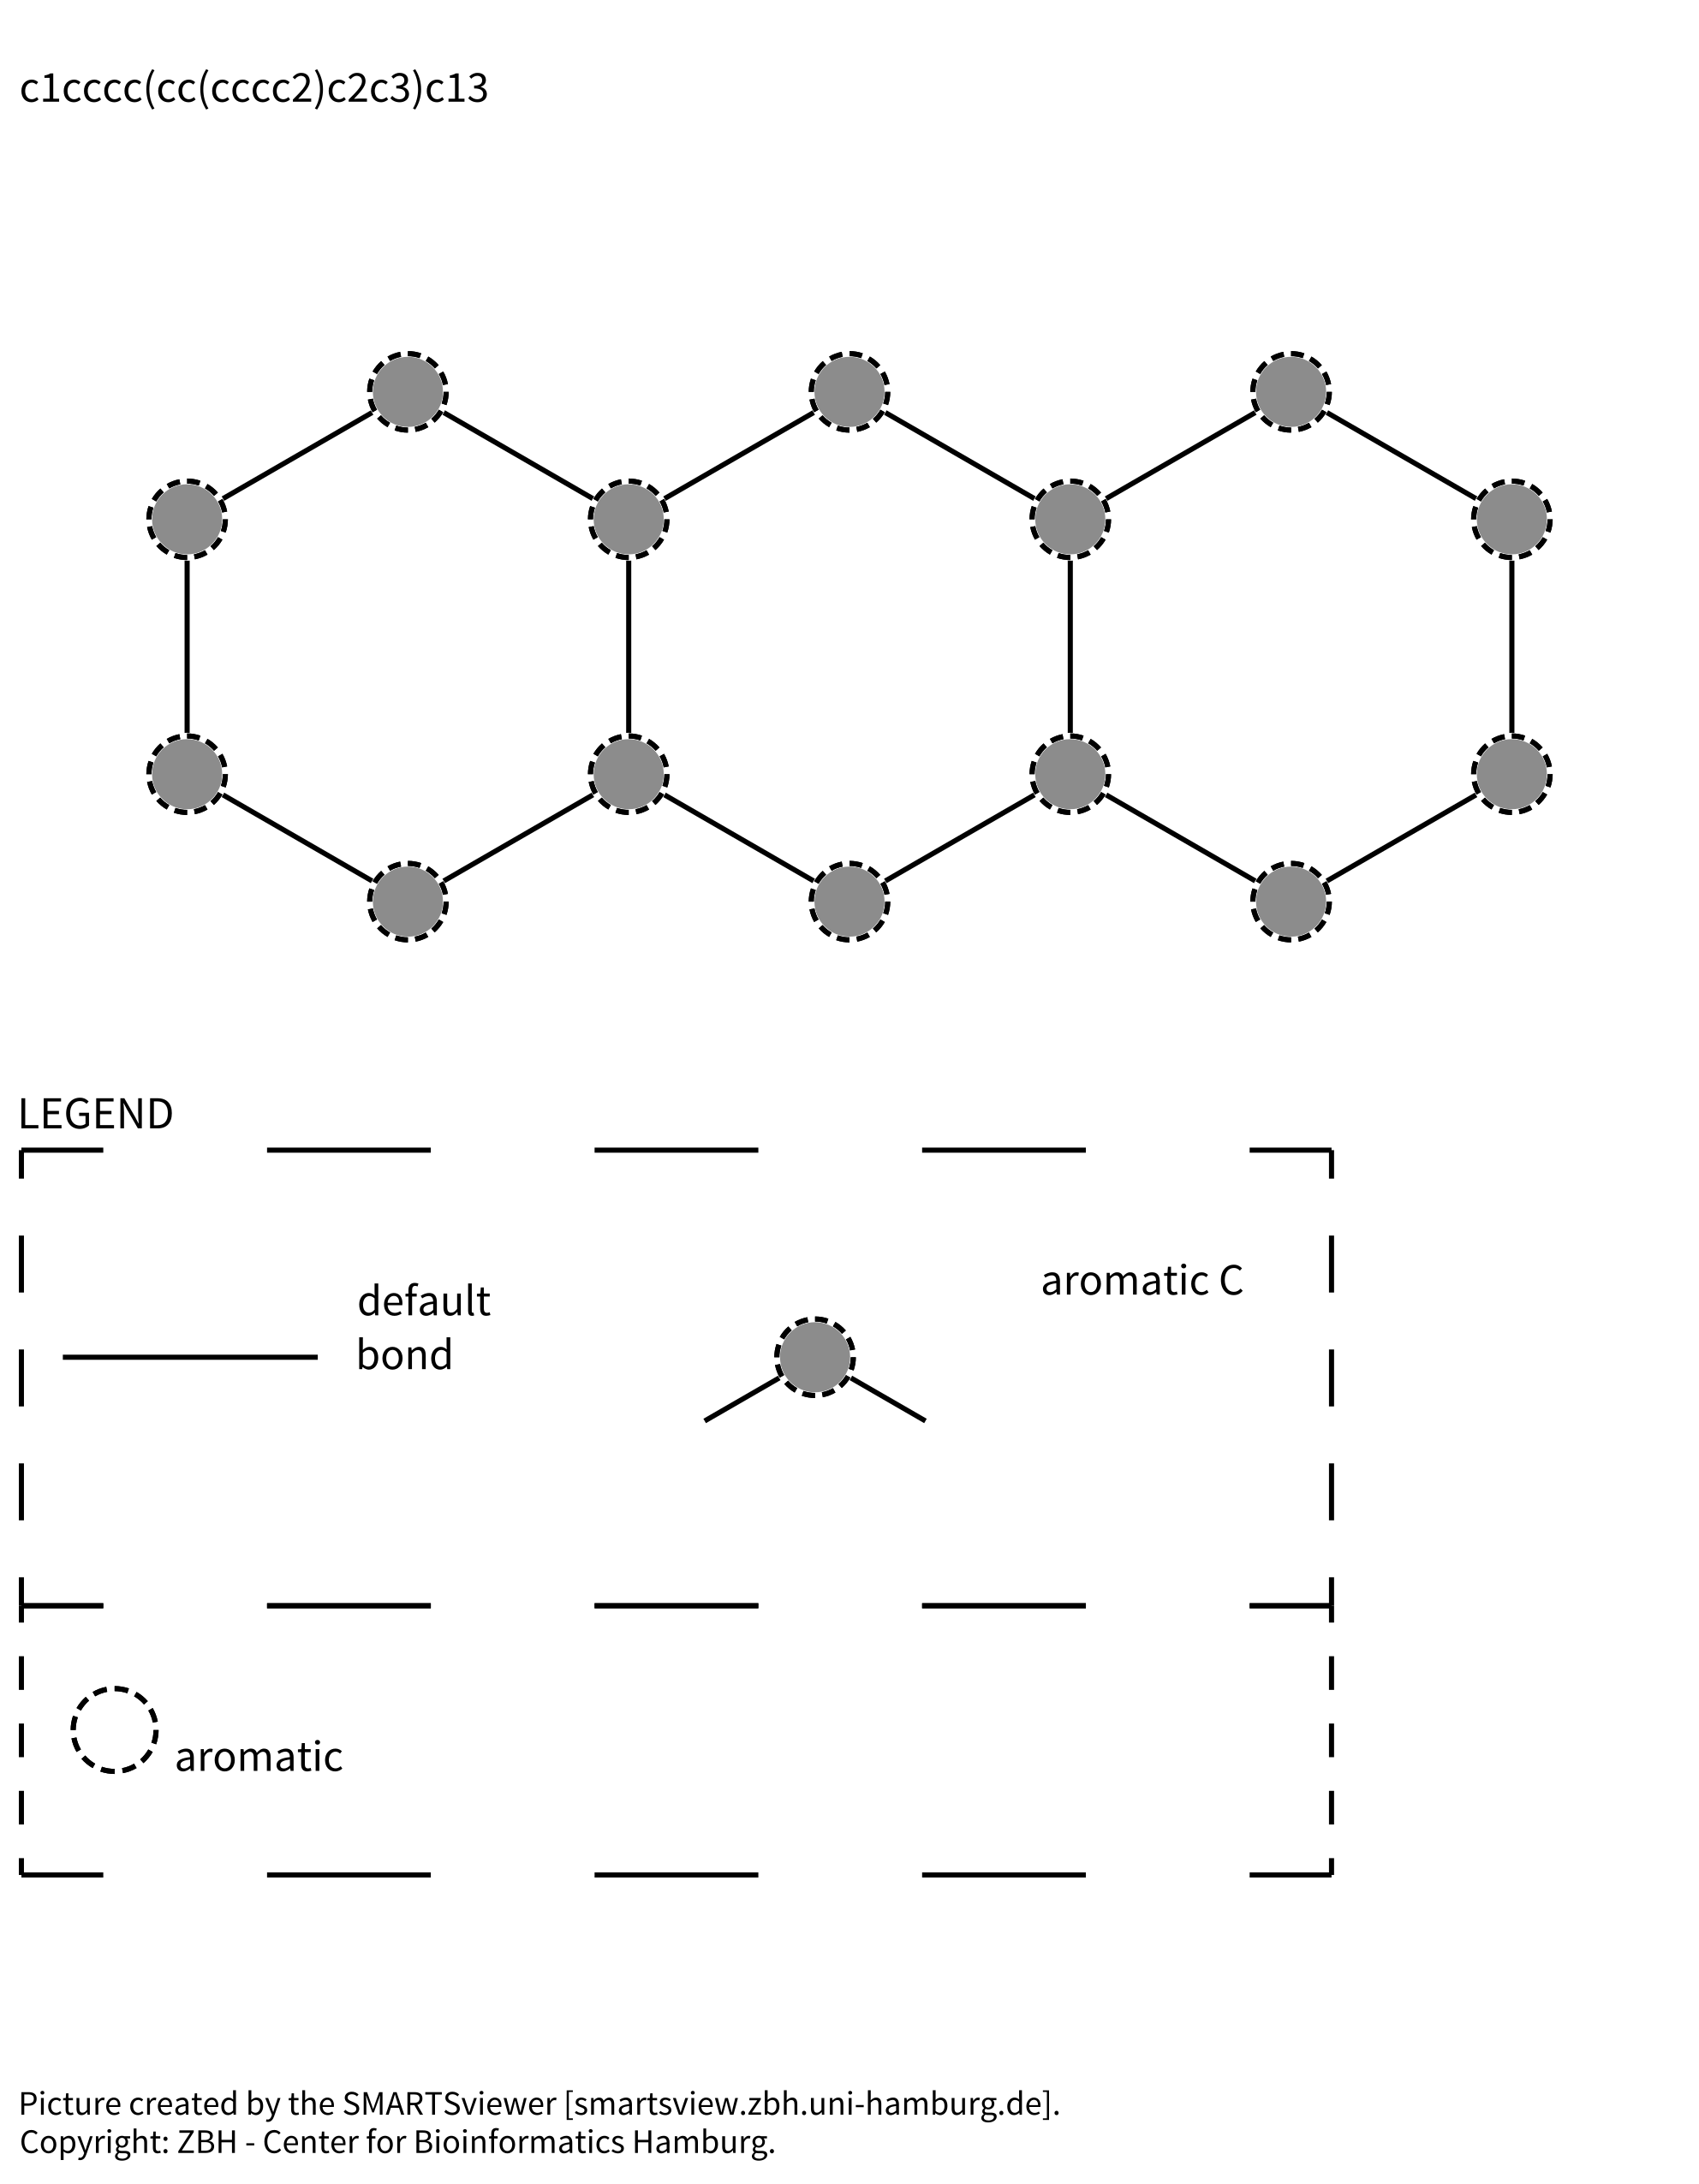 c1cccc(cc(cccc2)c2c3)c13
LEGEND
default
bond
aromatic C
aromatic
Picture created by the SMARTSviewer [smartsview.zbh.uni-hamburg.de].
Copyright: ZBH - Center for Bioinformatics Hamburg.